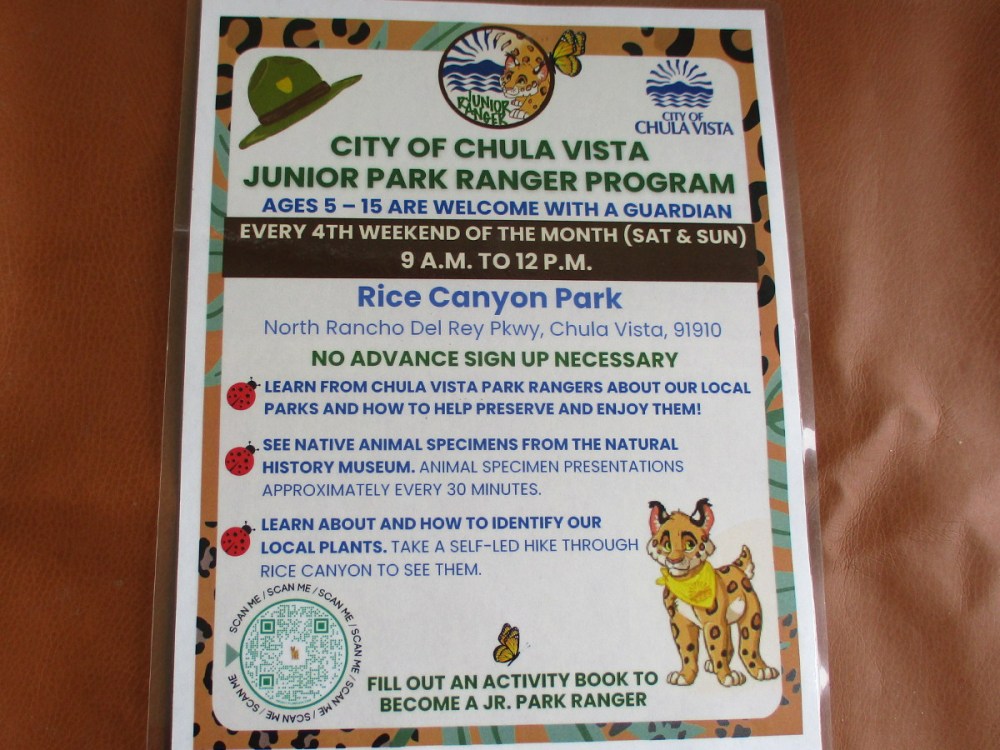 JUNIOR
RANGER
CITY OF
CHULA VISTA
CITY OF CHULA VISTA
JUNIOR PARK RANGER PROGRAM
AGES 5 – 15 ARE WELCOME WITH A GUARDIAN
EVERY 4TH WEEKEND OF THE MONTH (SAT & SUN)
9 A.M. TO 12 P.M.
Rice Canyon Park
North Rancho Del Rey Pkwy, Chula Vista, 91910
NO ADVANCE SIGN UP NECESSARY
LEARN FROM CHULA VISTA PARK RANGERS ABOUT OUR LOCAL
PARKS AND HOW TO HELP PRESERVE AND ENJOY THEM!
SEE NATIVE ANIMAL SPECIMENS FROM THE NATURAL
HISTORY MUSEUM. ANIMAL SPECIMEN PRESENTATIONS
APPROXIMATELY EVERY 30 MINUTES.
LEARN ABOUT AND HOW TO IDENTIFY OUR
LOCAL PLANTS. TAKE A SELF-LED HIKE THROUGH
RICE CANYON TO SEE THEM.
SCAN ME / SCAN ME / SCAN ME / SCAN ME / SCAN ME / SCAN ME / SCAN ME
FILL OUT AN ACTIVITY BOOK TO
BECOME A JR. PARK RANGER